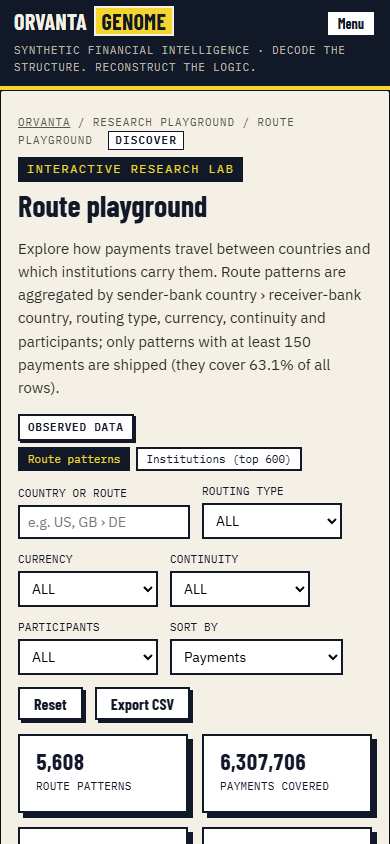 ORVANTA GENOME
Menu
SYNTHETIC FINANCIAL INTELLIGENCE · DECODE THE
STRUCTURE. RECONSTRUCT THE LOGIC.
ORVANTA / RESEARCH PLAYGROUND / ROUTE
PLAYGROUND DISCOVER
INTERACTIVE RESEARCH LAB
Route playground
Explore how payments travel between countries and
which institutions carry them. Route patterns are
aggregated by sender-bank country › receiver-bank
country, routing type, currency, continuity and
participants; only patterns with at least 150
payments are shipped (they cover 63.1% of all
rows).
OBSERVED DATA
Route patterns Institutions (top 600)
COUNTRY OR ROUTE ROUTING TYPE
e.g. US, GB › DE ALL
CURRENCY CONTINUITY
ALL ALL
PARTICIPANTS SORT BY
ALL Payments
Reset Export CSV
5,608 6,307,706
ROUTE PATTERNS PAYMENTS COVERED